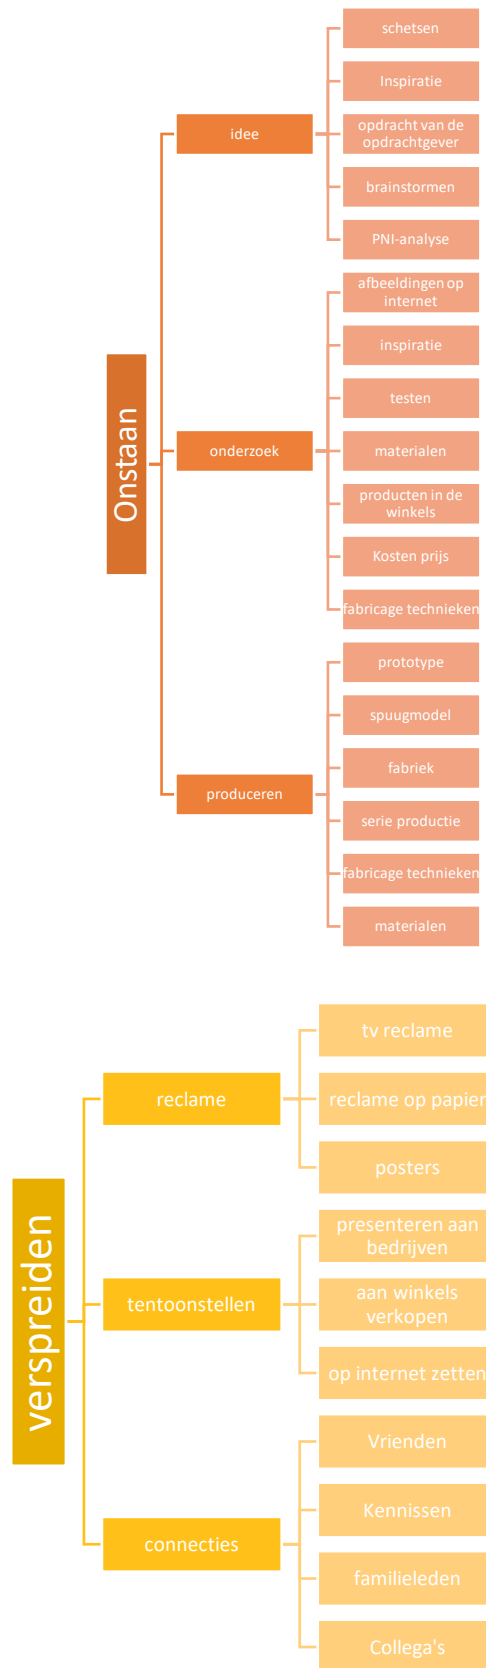 Onstaan
idee
schetsen
Inspiratie
opdracht van de
opdrachtgever
brainstormen
PNI-analyse
onderzoek
afbeeldingen op
internet
inspiratie
testen
materialen
producten in de
winkels
Kosten prijs
fabricage technieken
produceren
prototype
spuugmodel
fabriek
serie productie
fabricage technieken
materialen
verspreiden
reclame
tv reclame
reclame op papier
posters
tentoonstellen
presenteren aan
bedrijven
aan winkels
verkopen
op internet zetten
connecties
Vrienden
Kennissen
familieleden
Collega's